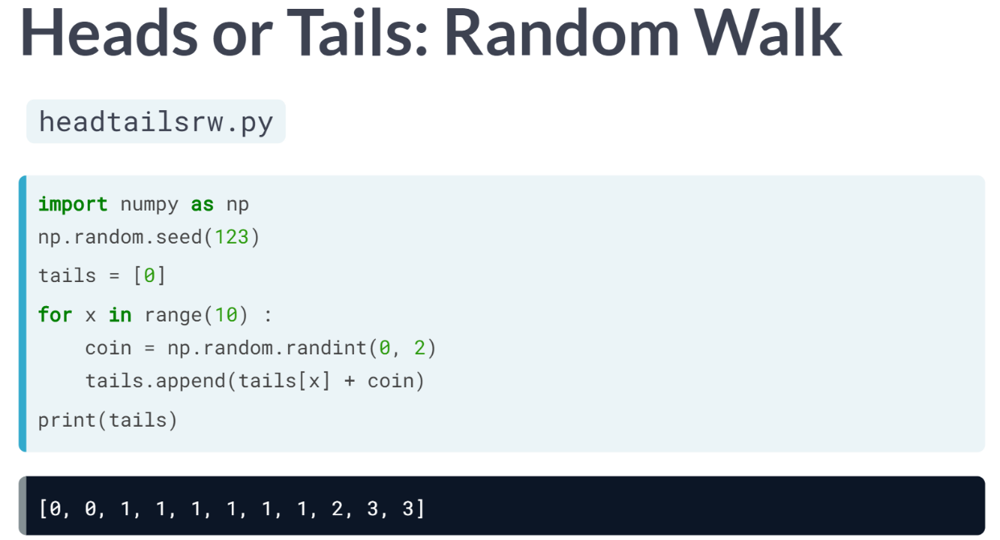 Heads or Tails: Random Walk
headtailsrw.py
import numpy as np
np.random.seed(123)
tails = [0]
for x in range(10) :
    coin = np.random.randint(0, 2)
    tails.append(tails[x] + coin)
print(tails)
[0, 0, 1, 1, 1, 1, 1, 1, 2, 3, 3]